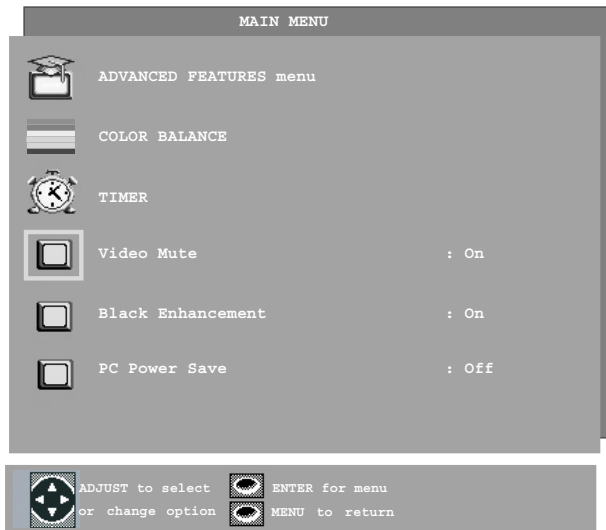 MAIN MENU
ADVANCED FEATURES menu
COLOR BALANCE
TIMER
Video Mute : On
Black Enhancement : On
PC Power Save : Off
ADJUST to select ENTER for menu
or change option MENU to return